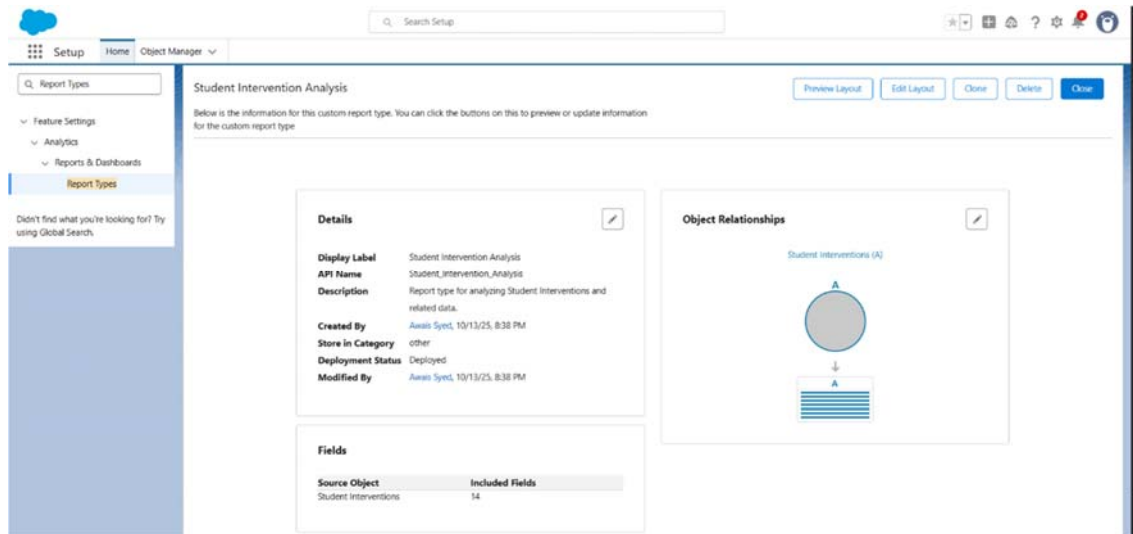 Search Setup
2
Setup
Home
Object Manager
Report Types
Feature Settings
Analytics
Reports & Dashboards
Report Types
Didn't find what you're looking for? Try
using Global Search.
Student Intervention Analysis
Preview Layout
Edit Layout
Clone
Delete
Close
Below is the information for this custom report type. You can click the buttons on this to preview or update information
for the custom report type
Details
Display Label Student Intervention Analysis
API Name Student_Intervention_Analysis
Description Report type for analyzing Student Interventions and
related data.
Created By Awais Syed, 10/13/25, 8:38 PM
Store in Category other
Deployment Status Deployed
Modified By Awais Syed, 10/13/25, 8:38 PM
Object Relationships
Student Interventions (A)
A
A
Fields
Source Object Included Fields
Student Interventions 14